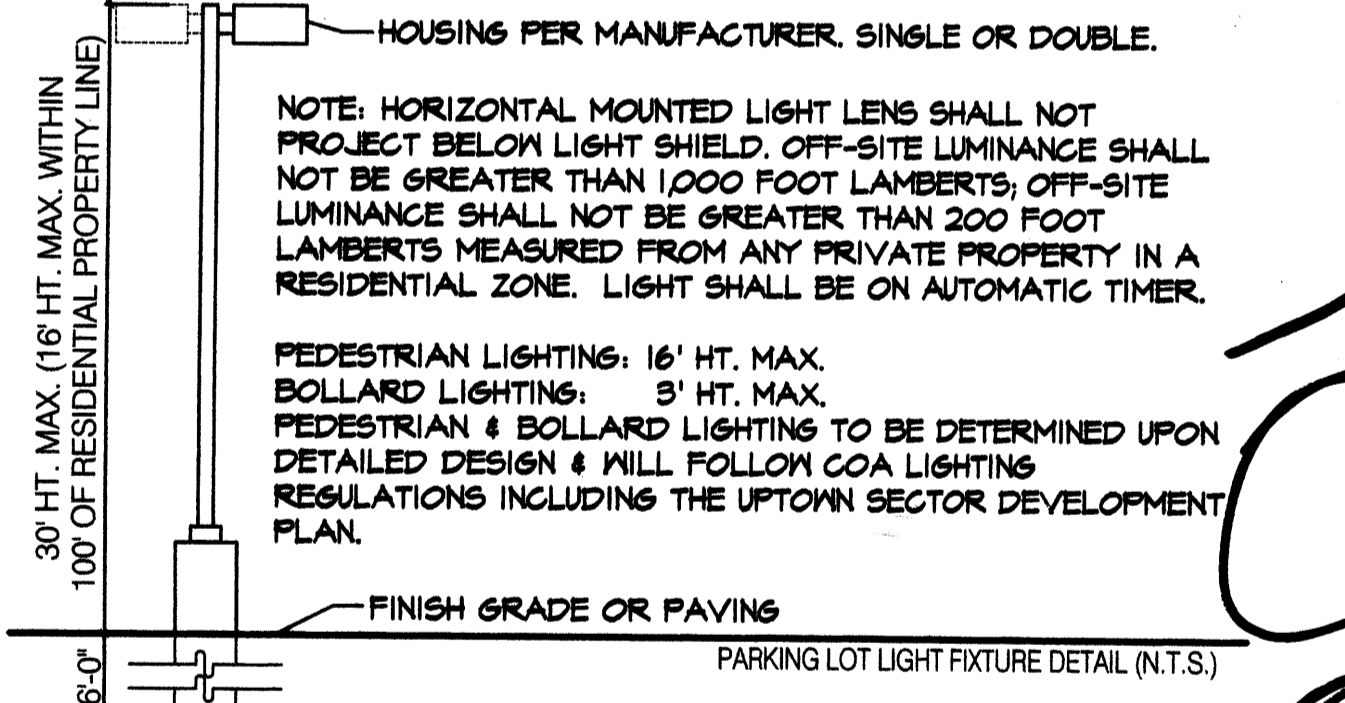 HOUSING PER MANUFACTURER. SINGLE OR DOUBLE.
30' HT. MAX. (16' HT. MAX. WITHIN
100' OF RESIDENTIAL PROPERTY LINE)
NOTE: HORIZONTAL MOUNTED LIGHT LENS SHALL NOT
PROJECT BELOW LIGHT SHIELD. OFF-SITE LUMINANCE SHALL
NOT BE GREATER THAN 1,000 FOOT LAMBERTS; OFF-SITE
LUMINANCE SHALL NOT BE GREATER THAN 200 FOOT
LAMBERTS MEASURED FROM ANY PRIVATE PROPERTY IN A
RESIDENTIAL ZONE. LIGHT SHALL BE ON AUTOMATIC TIMER.
PEDESTRIAN LIGHTING: 16' HT. MAX.
BOLLARD LIGHTING: 3' HT. MAX.
PEDESTRIAN & BOLLARD LIGHTING TO BE DETERMINED UPON
DETAILED DESIGN & WILL FOLLOW COA LIGHTING
REGULATIONS INCLUDING THE UPTOWN SECTOR DEVELOPMENT
PLAN.
FINISH GRADE OR PAVING
6'-0"
PARKING LOT LIGHT FIXTURE DETAIL (N.T.S.)